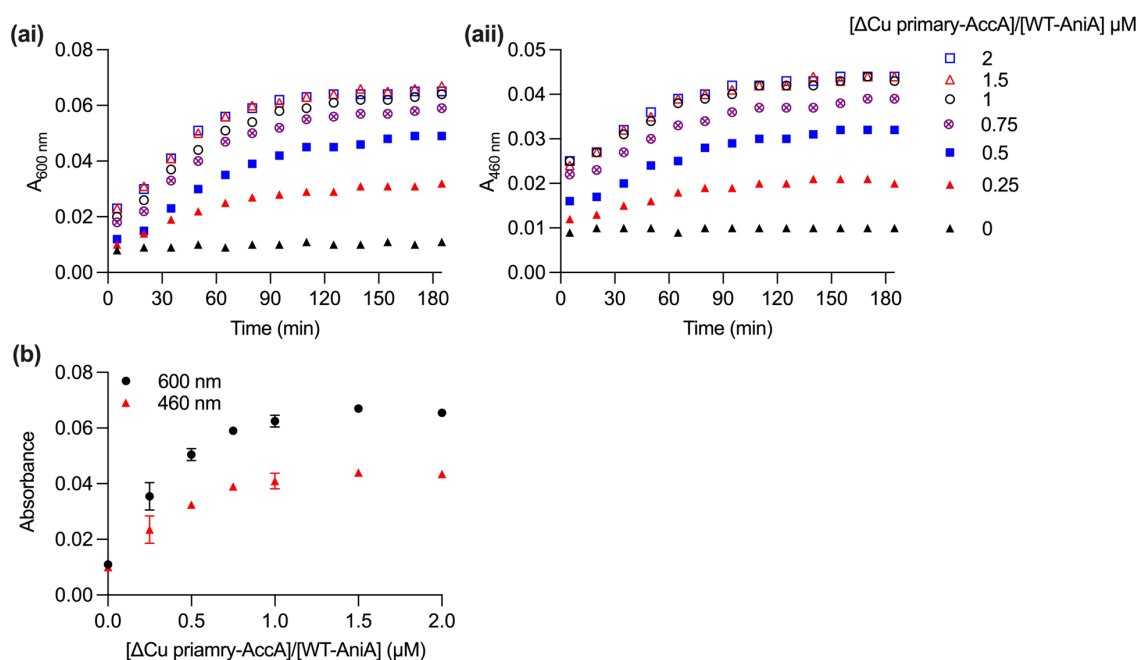 (ai)
0.08
0.06
0.04
0.02
0.00
A600 nm
0 30 60 90 120 150 180
Time (min)
(aii)
0.05
0.04
0.03
0.02
0.01
0.00
A460 nm
0 30 60 90 120 150 180
Time (min)
[ΔCu primary-AccA]/[WT-AniA] μM
2
1.5
1
0.75
0.5
0.25
0
(b)
600 nm
460 nm
0.08
0.06
0.04
0.02
0.00
Absorbance
0.0 0.5 1.0 1.5 2.0
[ΔCu priamry-AccA]/[WT-AniA] (μM)